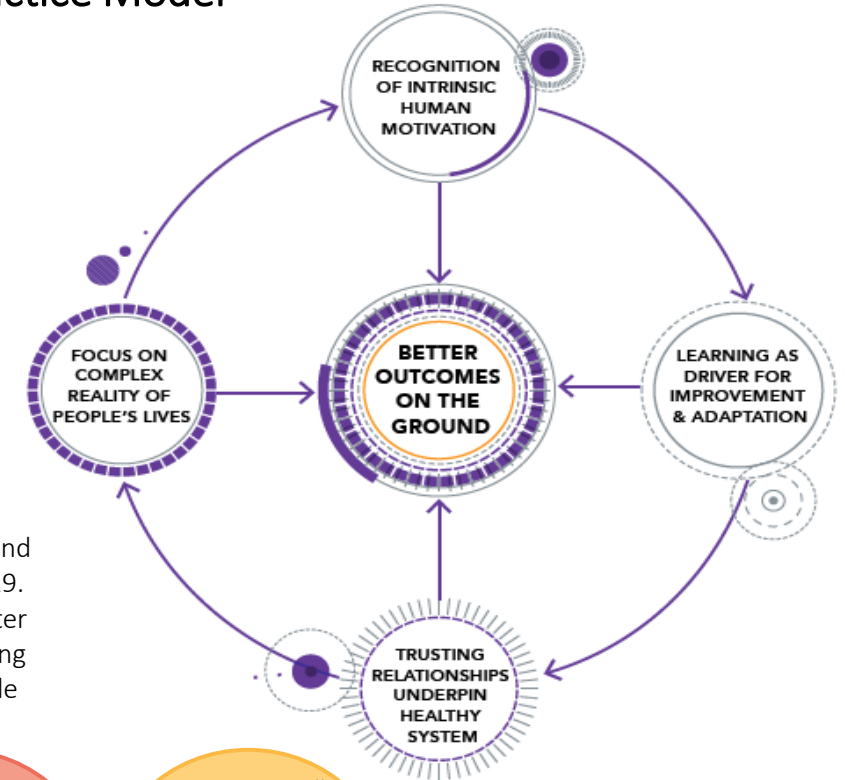 RECOGNITION
OF INTRINSIC
HUMAN
MOTIVATION
FOCUS ON
COMPLEX
REALITY OF
PEOPLE'S LIVES
BETTER
OUTCOMES
ON THE
GROUND
LEARNING AS
DRIVER FOR
IMPROVEMENT
& ADAPTATION
TRUSTING
RELATIONSHIPS
UNDERPIN
HEALTHY
SYSTEM